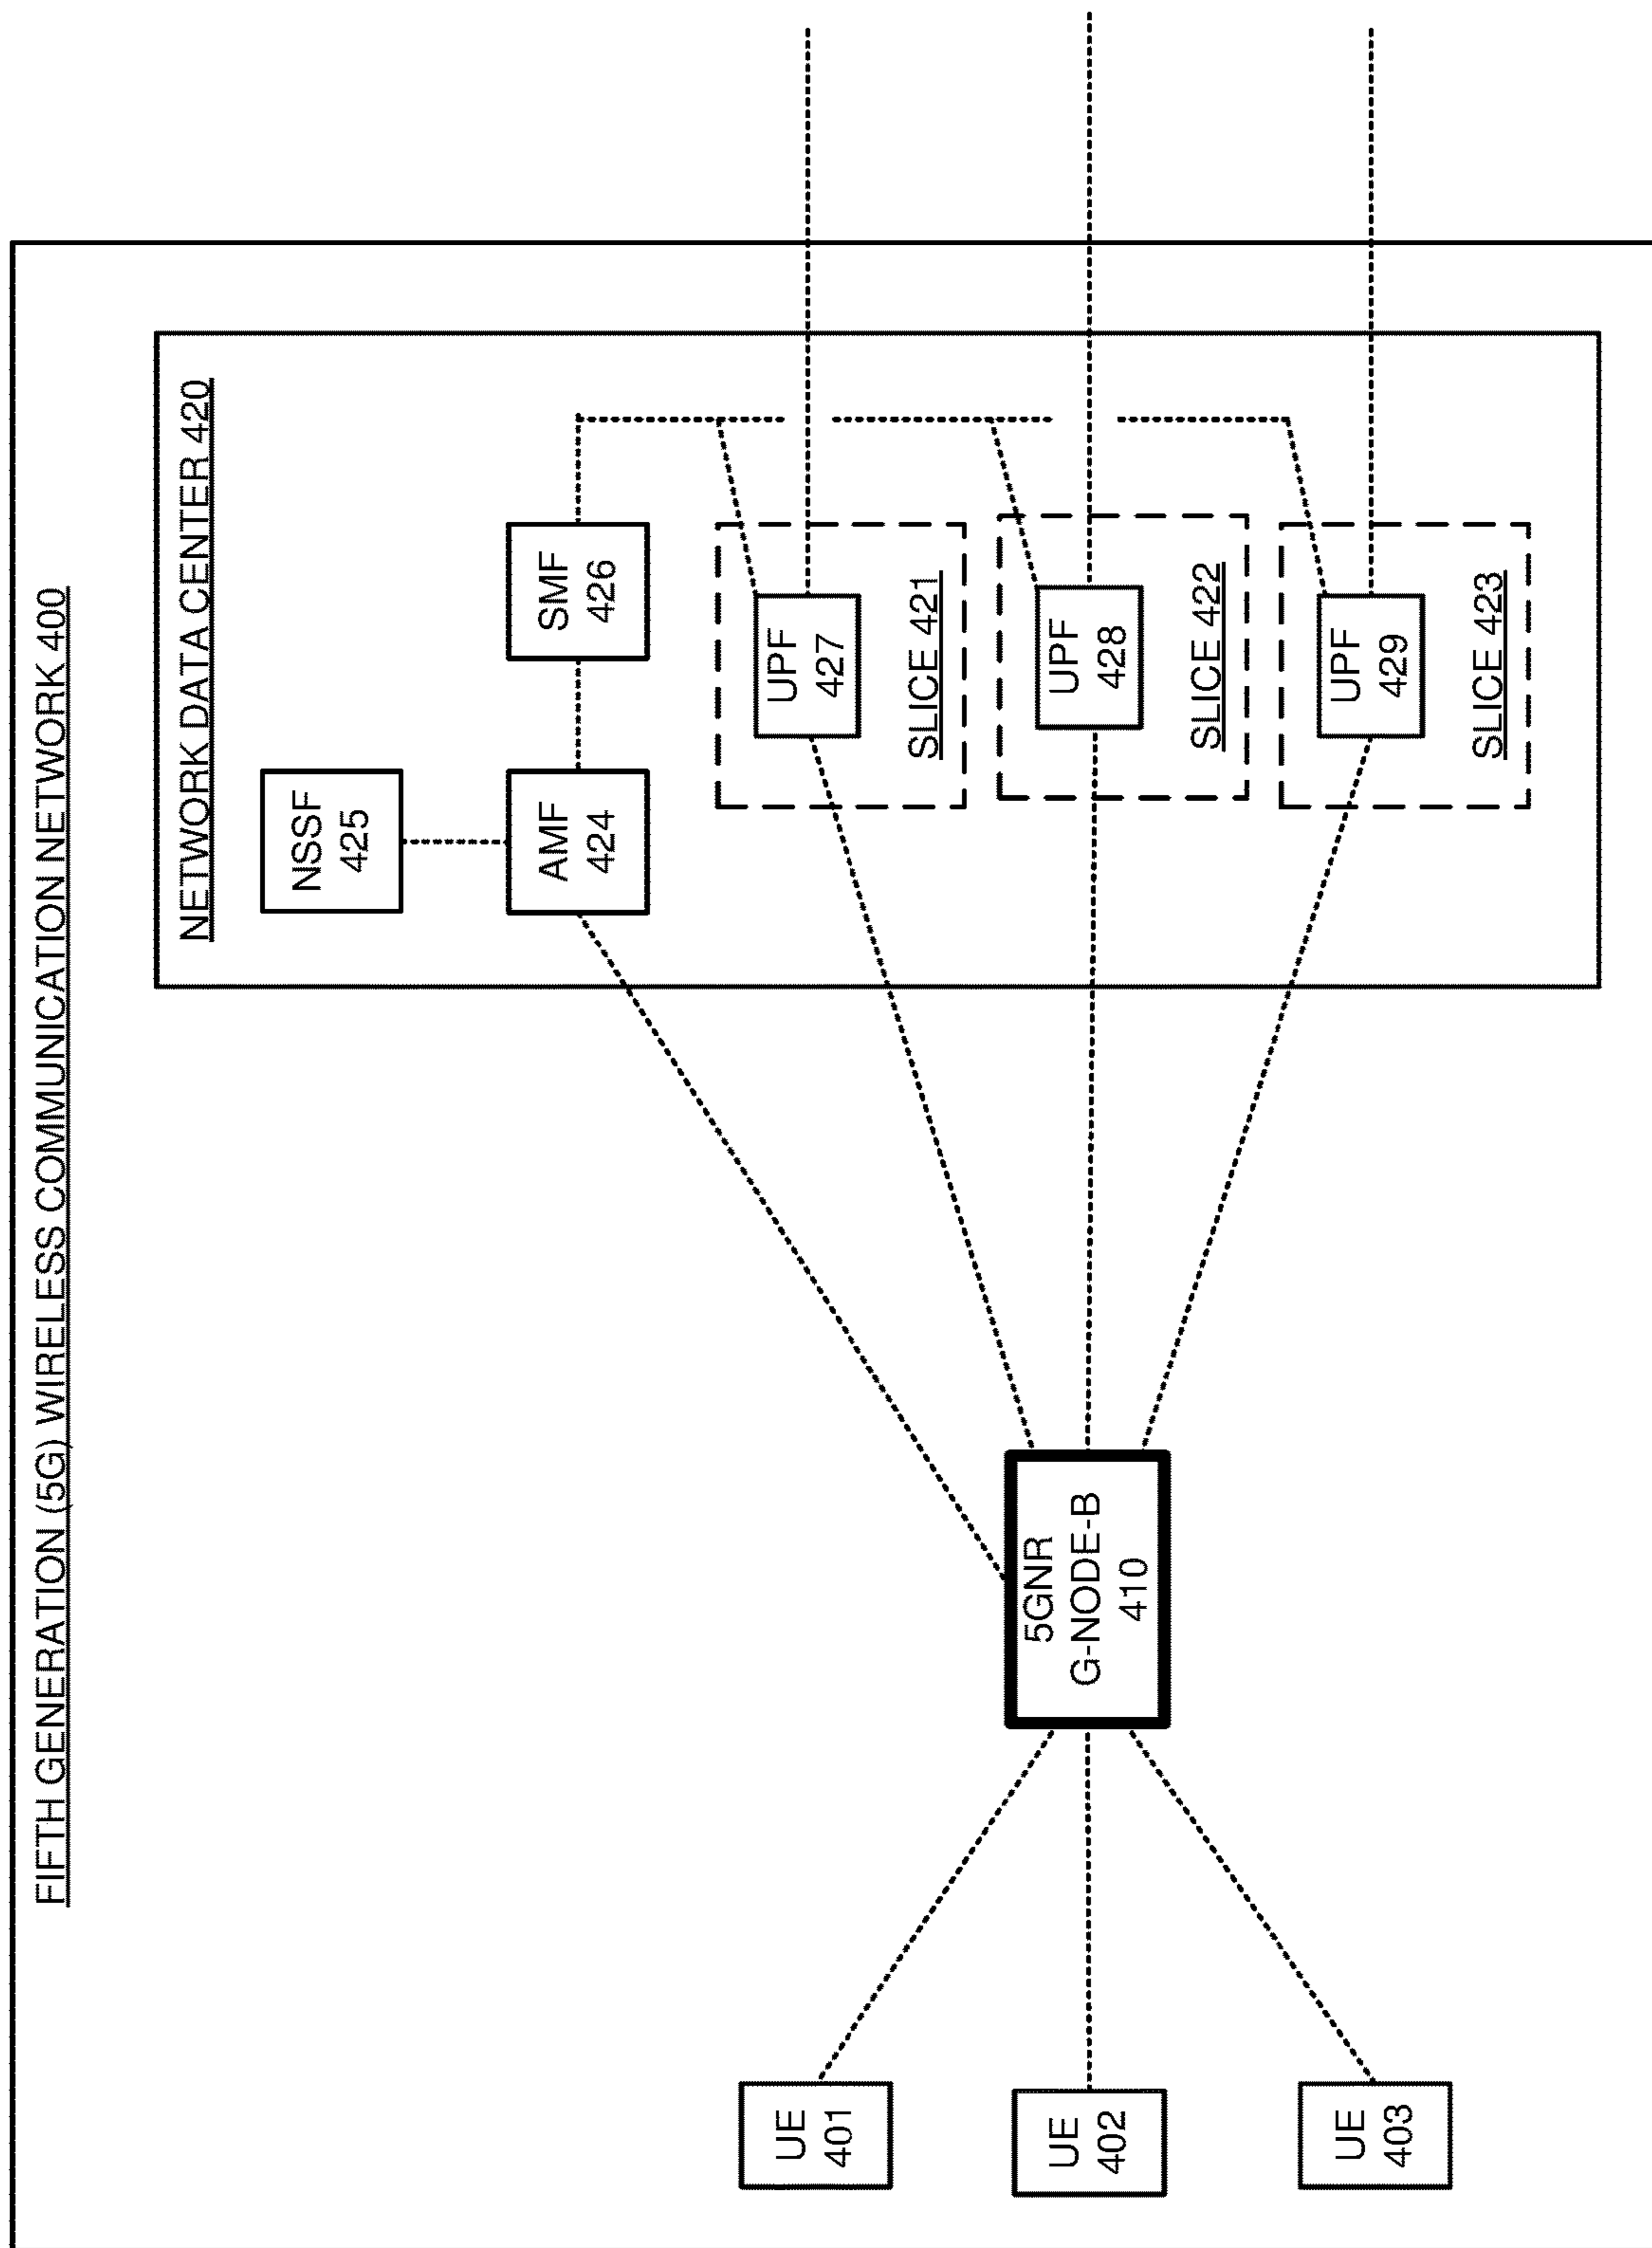 FIFTH GENERATION (5G) WIRELESS COMMUNICATION NETWORK 400
NETWORK DATA CENTER 420
NSSF
425
AMF
424
SMF
426
UPF
427
SLICE 421
UE
401
5GNR
G-NODE-B
410
UE
402
UPF
428
SLICE 422
UE
403
UPF
429
SLICE 423